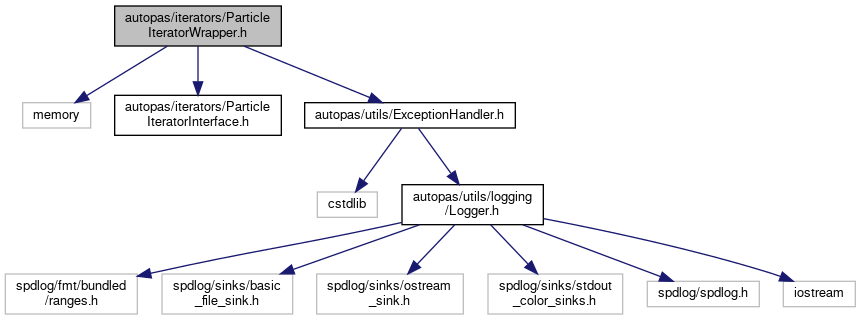 autopas/iterators/Particle
IteratorWrapper.h
memory
autopas/iterators/Particle
IteratorInterface.h
autopas/utils/ExceptionHandler.h
cstdlib
autopas/utils/logging
/Logger.h
spdlog/fmt/bundled
/ranges.h
spdlog/sinks/basic
_file_sink.h
spdlog/sinks/ostream
_sink.h
spdlog/sinks/stdout
_color_sinks.h
spdlog/spdlog.h
iostream